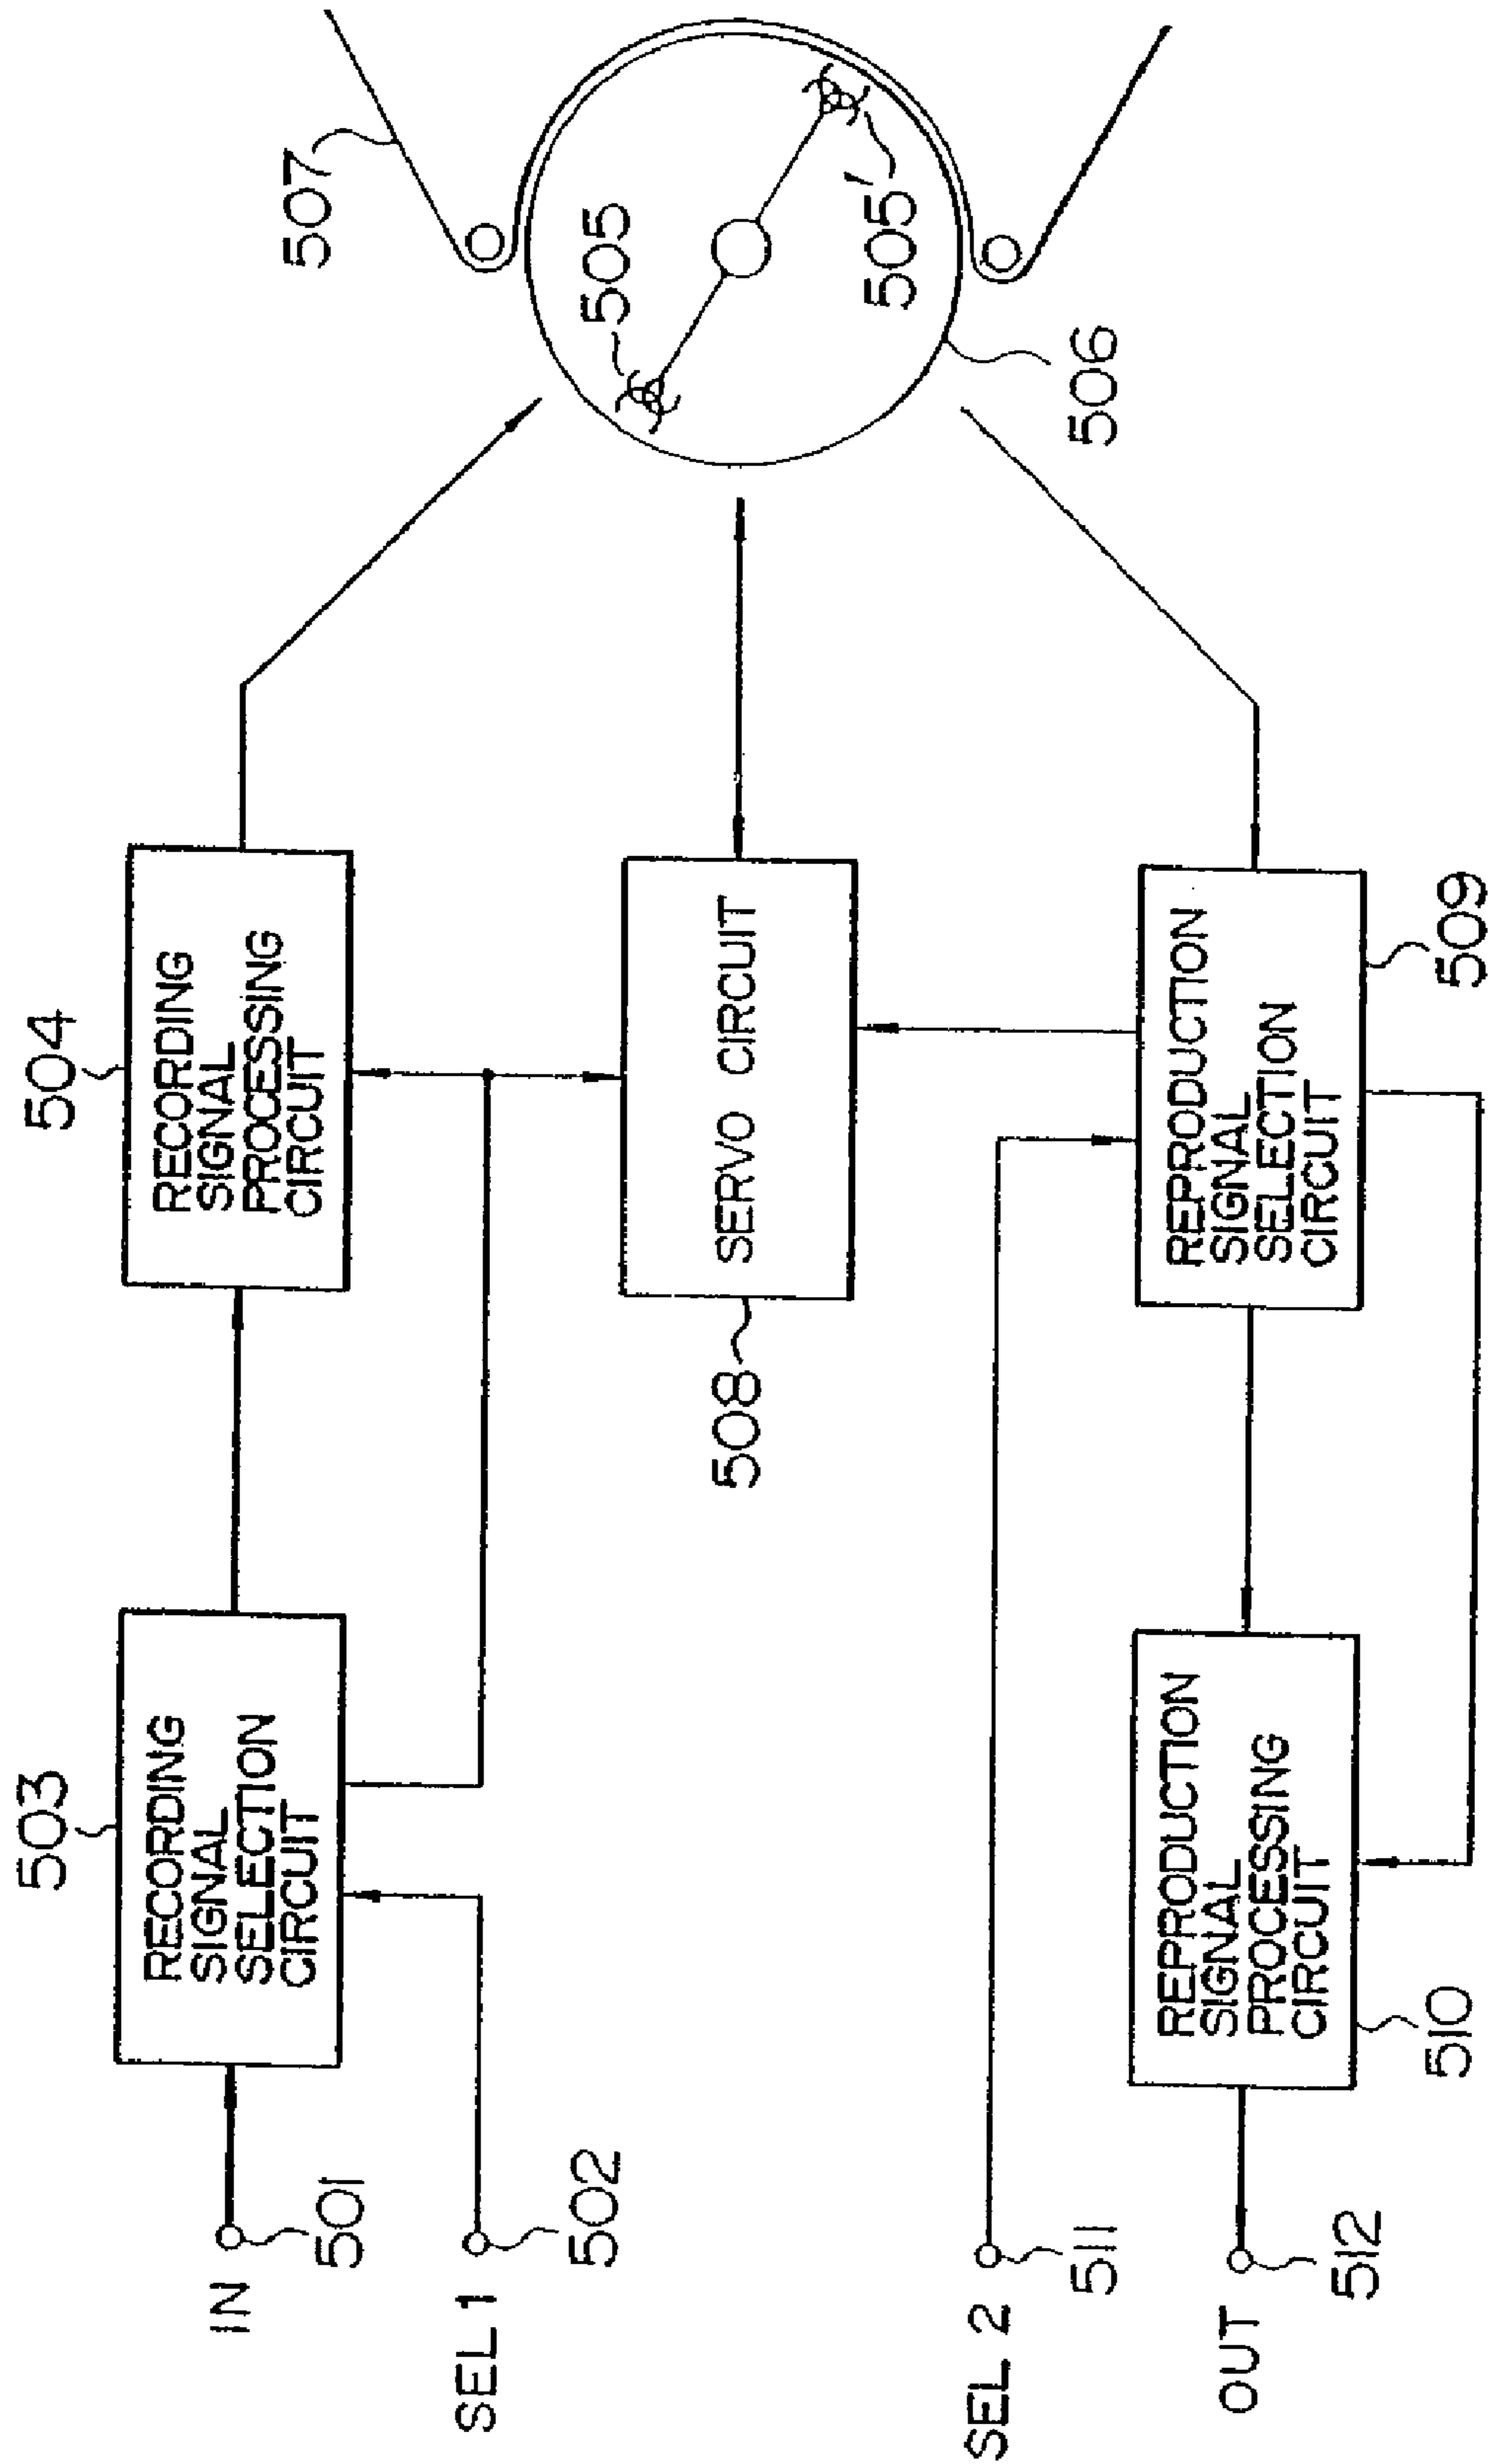 IN
501
SEL 1
502
503
RECORDING
SIGNAL
SELECTION
CIRCUIT
504
RECORDING
SIGNAL
PROCESSING
CIRCUIT
505
505'
506
507
508
SERVO CIRCUIT
509
REPRODUCTION
SIGNAL
SELECTION
CIRCUIT
510
REPRODUCTION
SIGNAL
PROCESSING
CIRCUIT
SEL 2
511
OUT
512